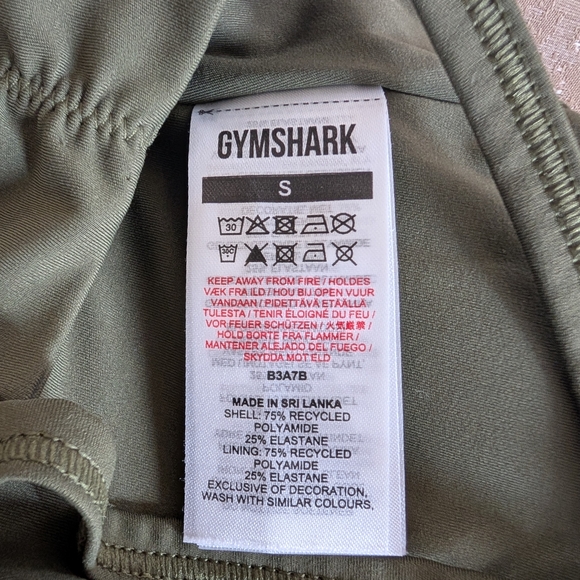 GYMSHARK
S
30
30C
KEEP AWAY FROM FIRE / HOLDES
VÆK FRA ILD / HOU BIJ OPEN VUUR
VANDAAN / PIDETTÄVÄ ETÄÄLLÄ
TULESTA / TENIR ÉLOIGNÉ DU FEU /
VOR FEUER SCHÜTZEN / 火気厳禁 /
HOLD BORTE FRA FLAMMER /
MANTENER ALEJADO DEL FUEGO /
SKYDDA MOT ELD
B3A7B
MADE IN SRI LANKA
SHELL: 75% RECYCLED
POLYAMIDE
25% ELASTANE
LINING: 75% RECYCLED
POLYAMIDE
25% ELASTANE
EXCLUSIVE OF DECORATION,
WASH WITH SIMILAR COLOURS,